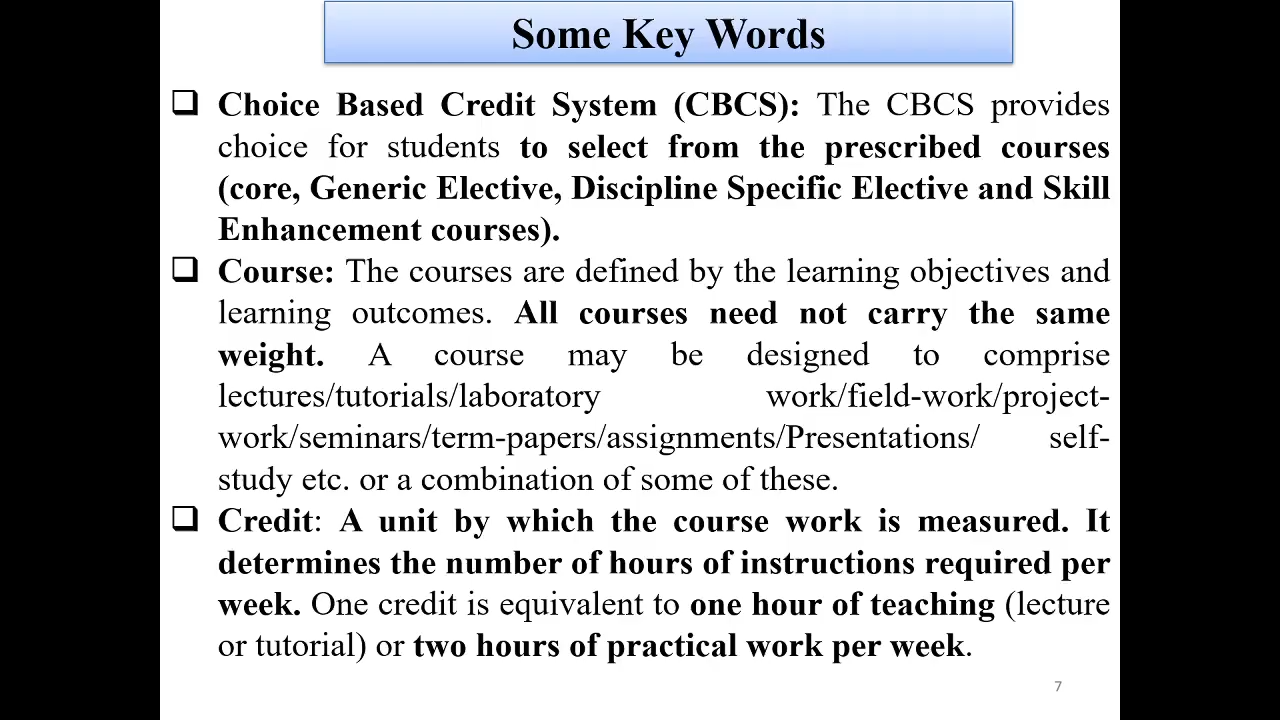 Some Key Words
❑ Choice Based Credit System (CBCS): The CBCS provides
choice for students to select from the prescribed courses
(core, Generic Elective, Discipline Specific Elective and Skill
Enhancement courses).
❑ Course: The courses are defined by the learning objectives and
learning outcomes. All courses need not carry the same
weight. A course may be designed to comprise
lectures/tutorials/laboratory work/field-work/project-
work/seminars/term-papers/assignments/Presentations/ self-
study etc. or a combination of some of these.
❑ Credit: A unit by which the course work is measured. It
determines the number of hours of instructions required per
week. One credit is equivalent to one hour of teaching (lecture
or tutorial) or two hours of practical work per week.
7